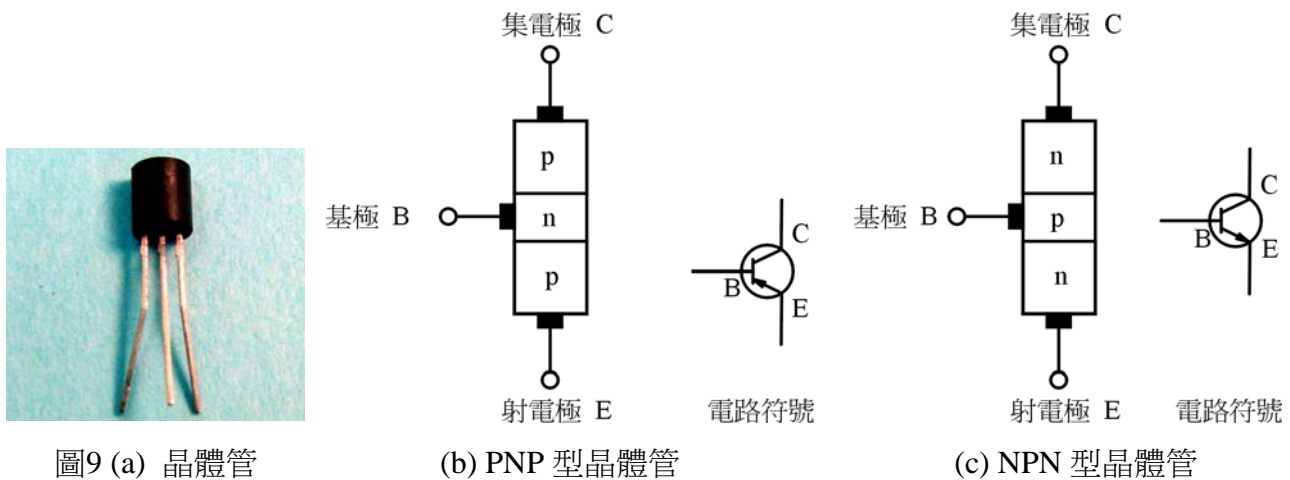 集電極 C
p
基極 B
n
p
射電極 E
C
B
E
電路符號
集電極 C
n
基極 B
p
n
射電極 E
C
B
E
電路符號
圖9 (a) 晶體管
(b) PNP 型晶體管
(c) NPN 型晶體管